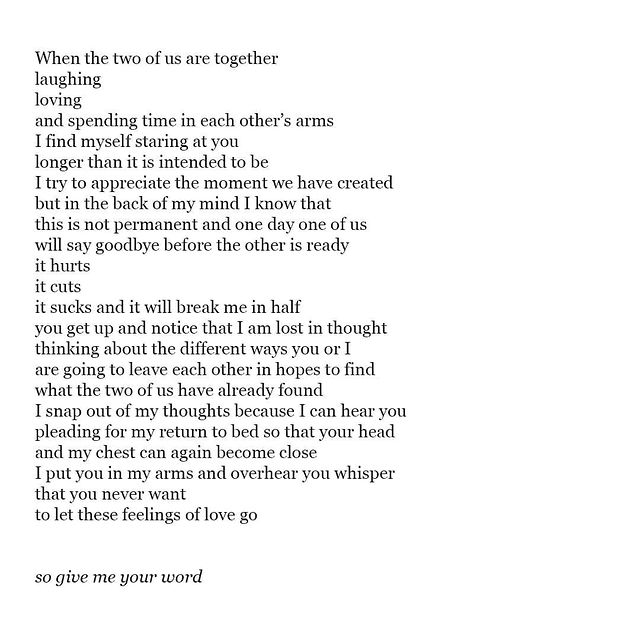 When the two of us are together
laughing
loving
and spending time in each other’s arms
I find myself staring at you
longer than it is intended to be
I try to appreciate the moment we have created
but in the back of my mind I know that
this is not permanent and one day one of us
will say goodbye before the other is ready
it hurts
it cuts
it sucks and it will break me in half
you get up and notice that I am lost in thought
thinking about the different ways you or I
are going to leave each other in hopes to find
what the two of us have already found
I snap out of my thoughts because I can hear you
pleading for my return to bed so that your head
and my chest can again become close
I put you in my arms and overhear you whisper
that you never want
to let these feelings of love go
so give me your word